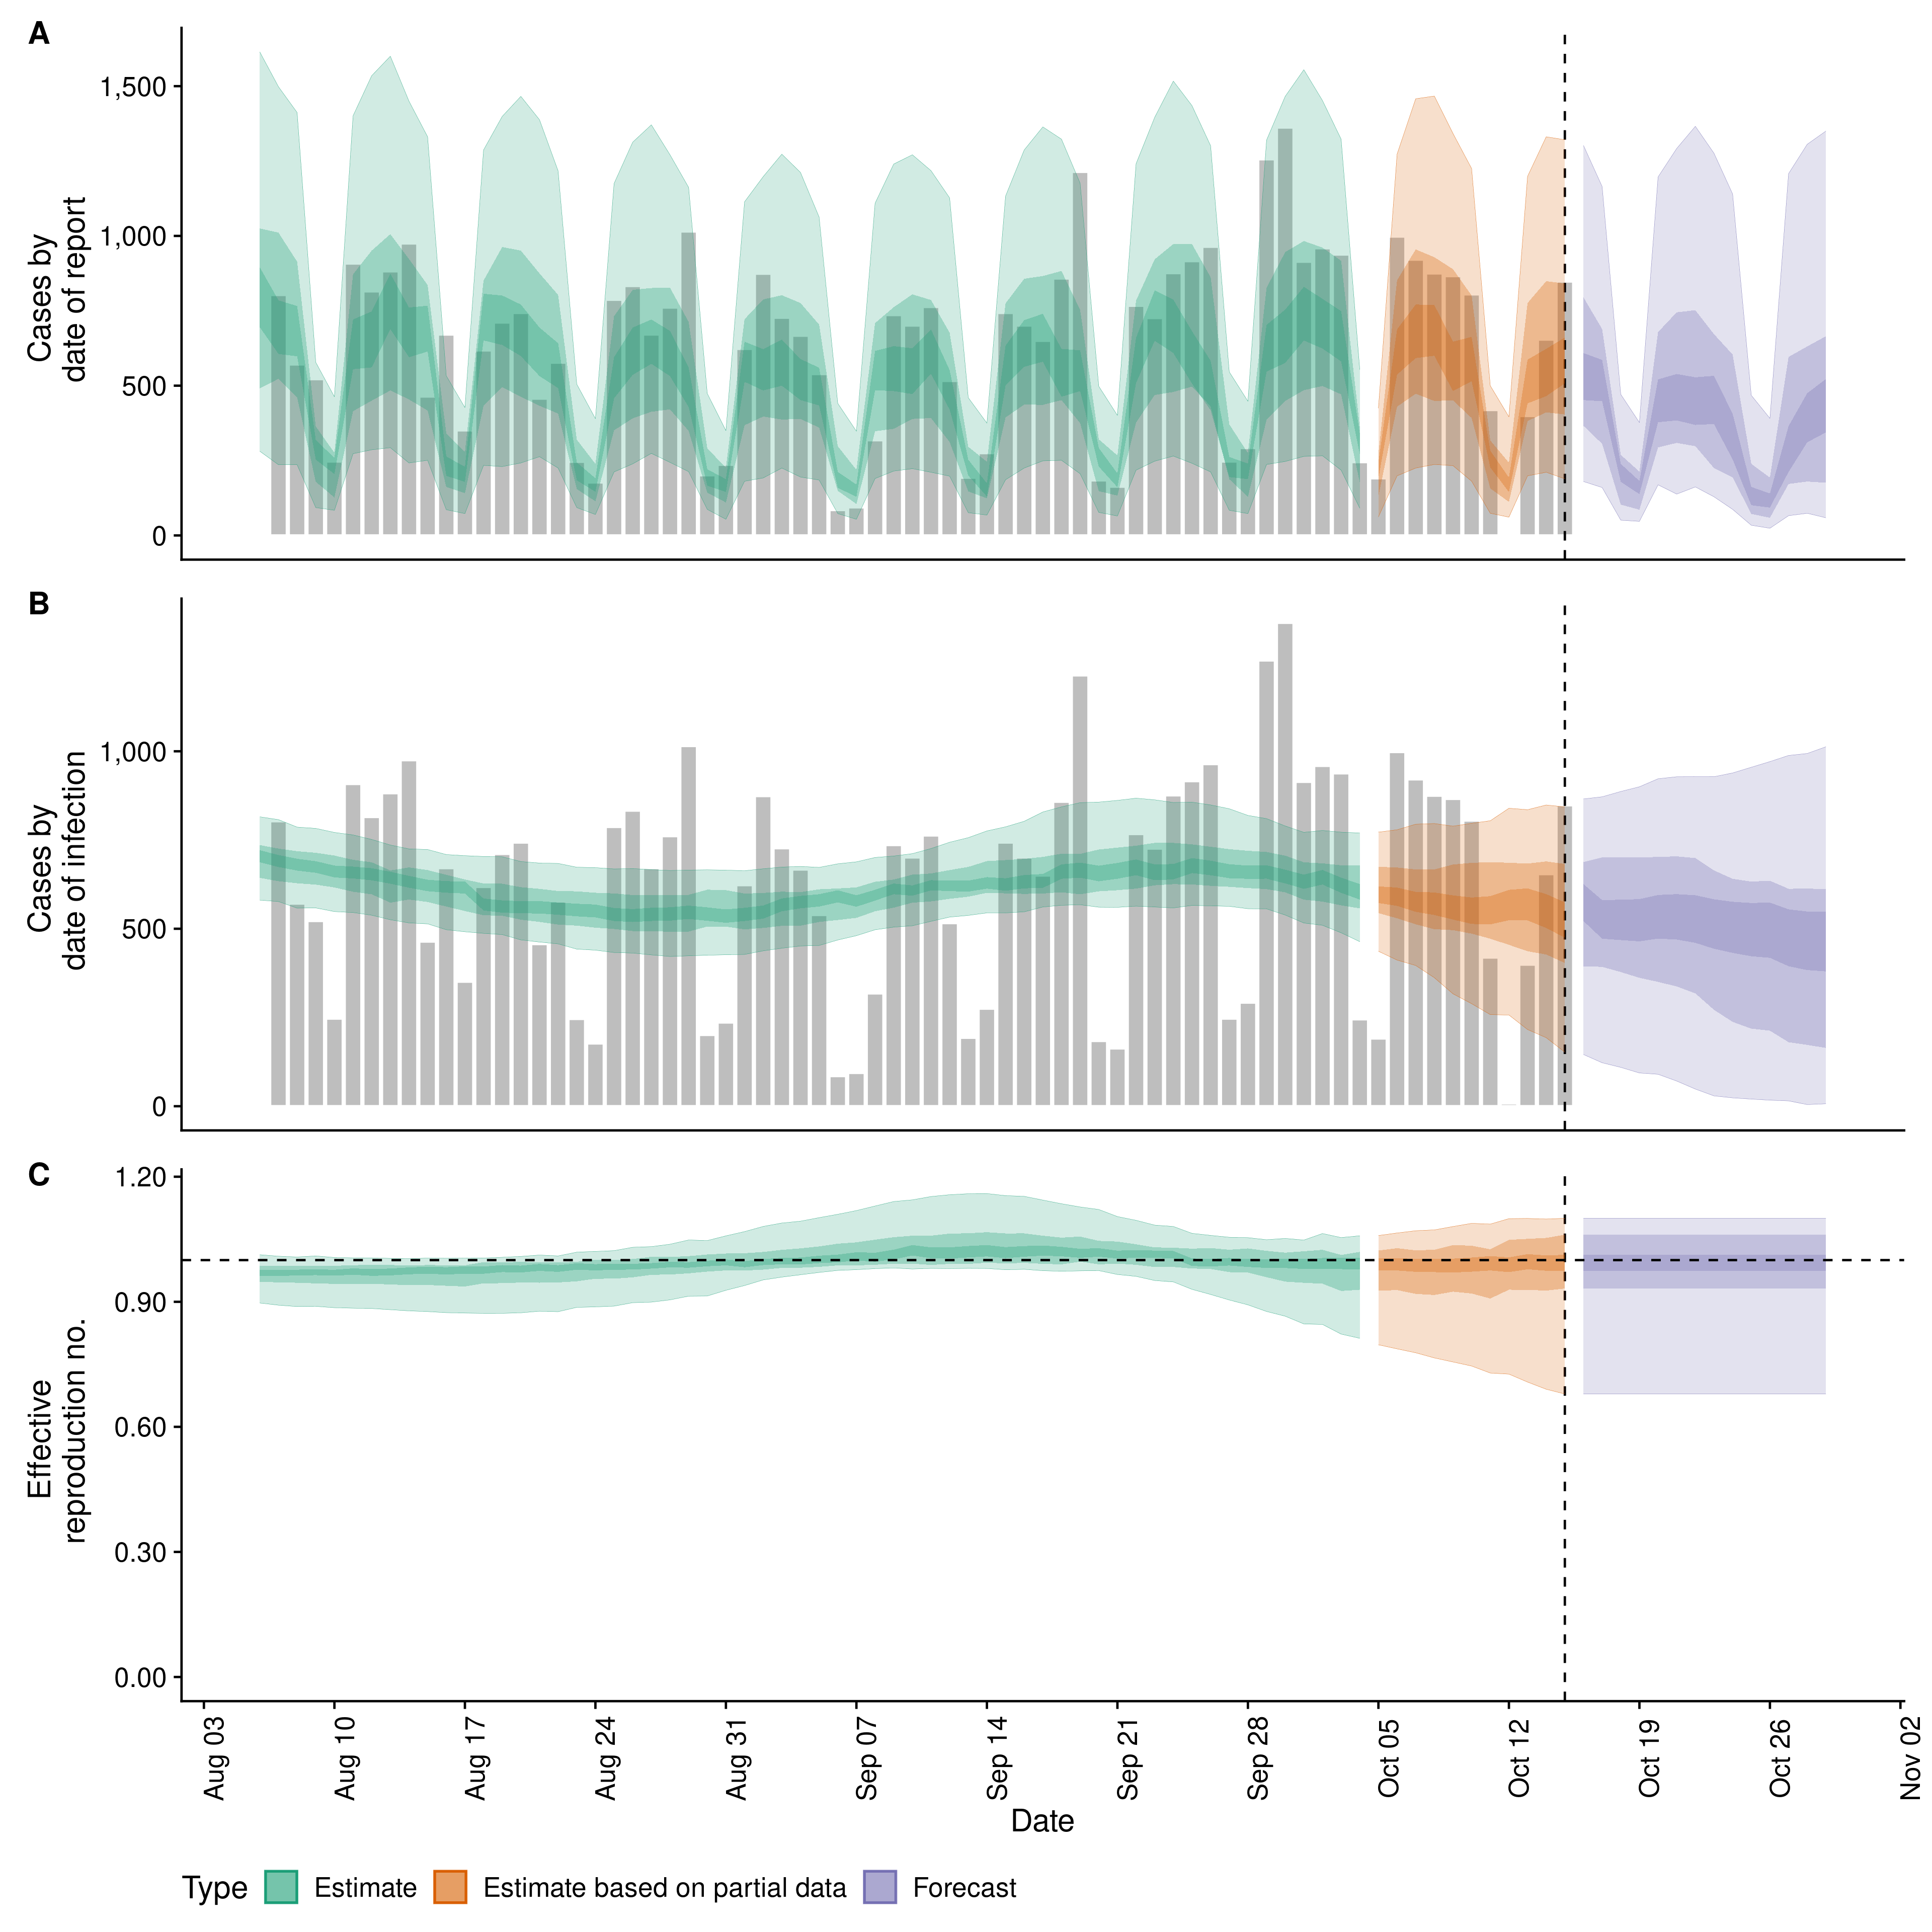 A
Cases by
date of report
1,500
1,000
500
0
B
Cases by
date of infection
1,000
500
0
C
Effective
reproduction no.
1.20
0.90
0.60
0.30
0.00
Aug 03
Aug 10
Aug 17
Aug 24
Aug 31
Sep 07
Sep 14
Sep 21
Sep 28
Oct 05
Oct 12
Oct 19
Oct 26
Nov 02
Date
Type
Estimate
Estimate based on partial data
Forecast